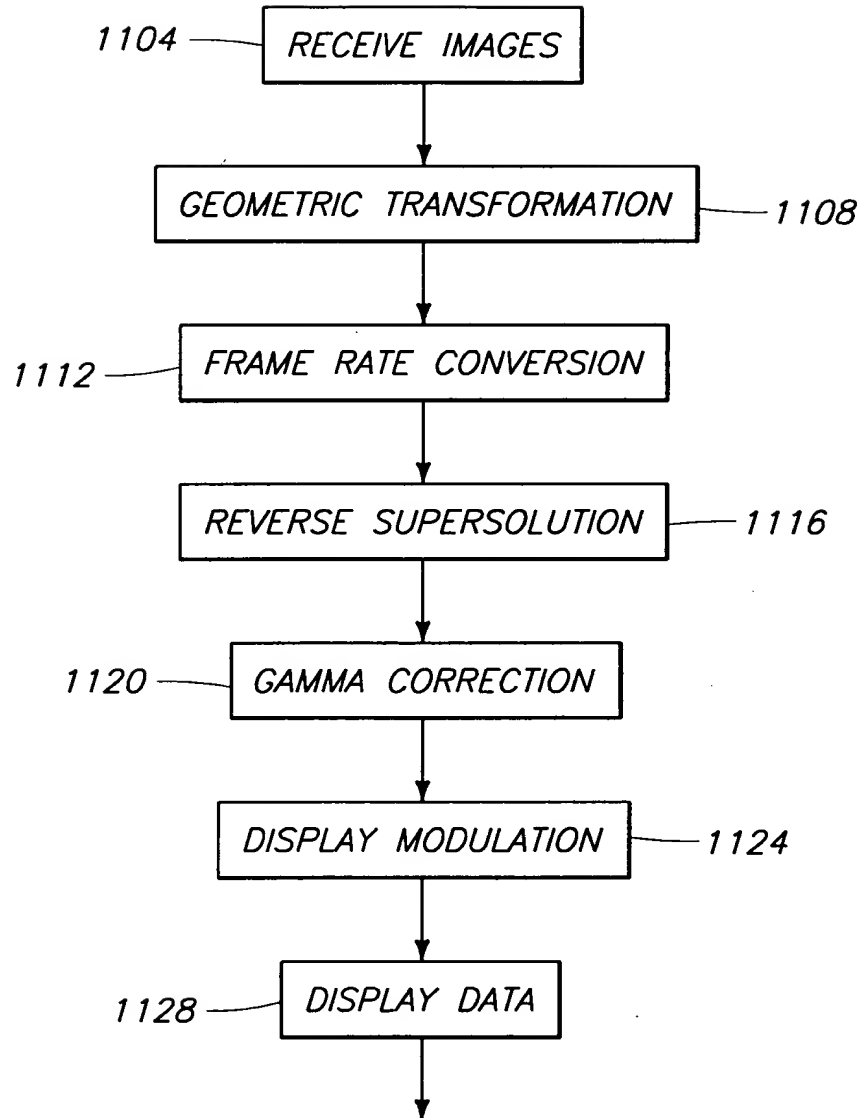 1104
RECEIVE IMAGES
GEOMETRIC TRANSFORMATION
1108
1112
FRAME RATE CONVERSION
REVERSE SUPERSOLUTION
1116
1120
GAMMA CORRECTION
DISPLAY MODULATION
1124
1128
DISPLAY DATA